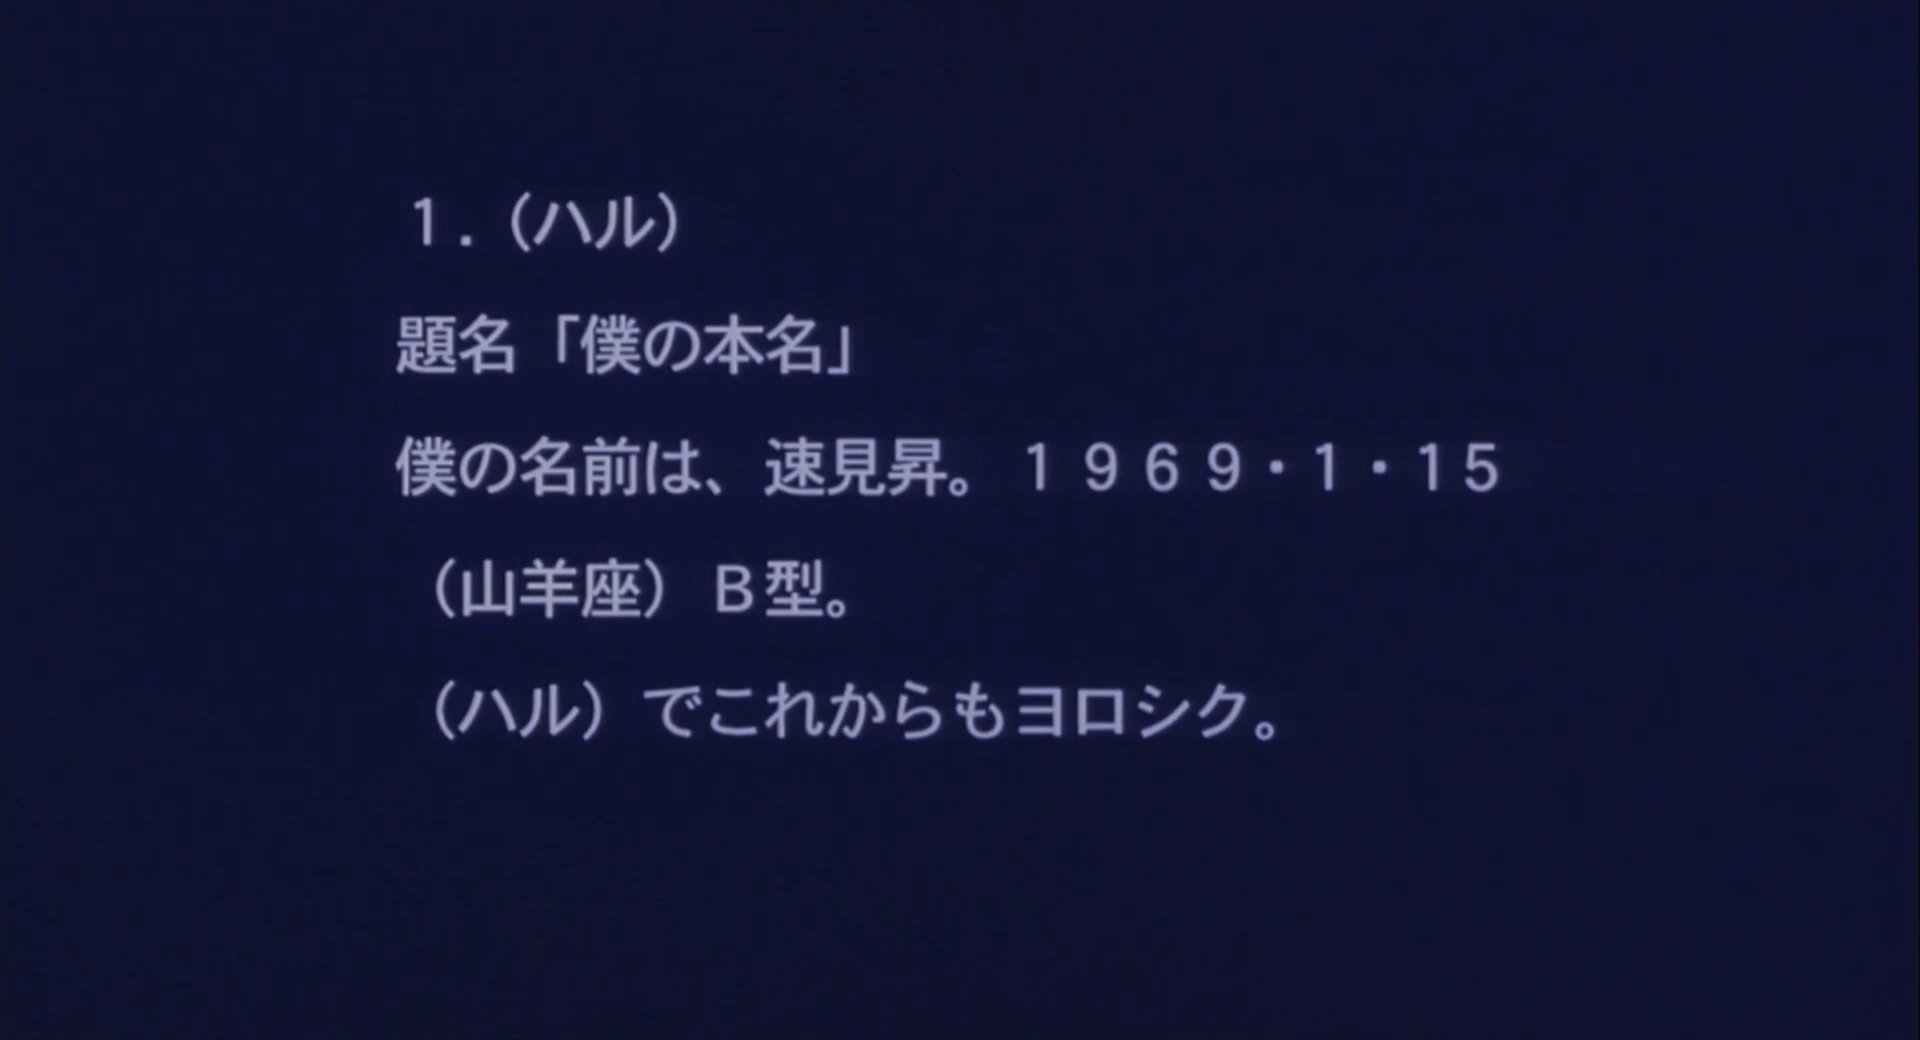 １．（ハル）
題名「僕の本名」
僕の名前は、速見昇。１９６９・１・１５
（山羊座）Ｂ型。
（ハル）でこれからもヨロシク。